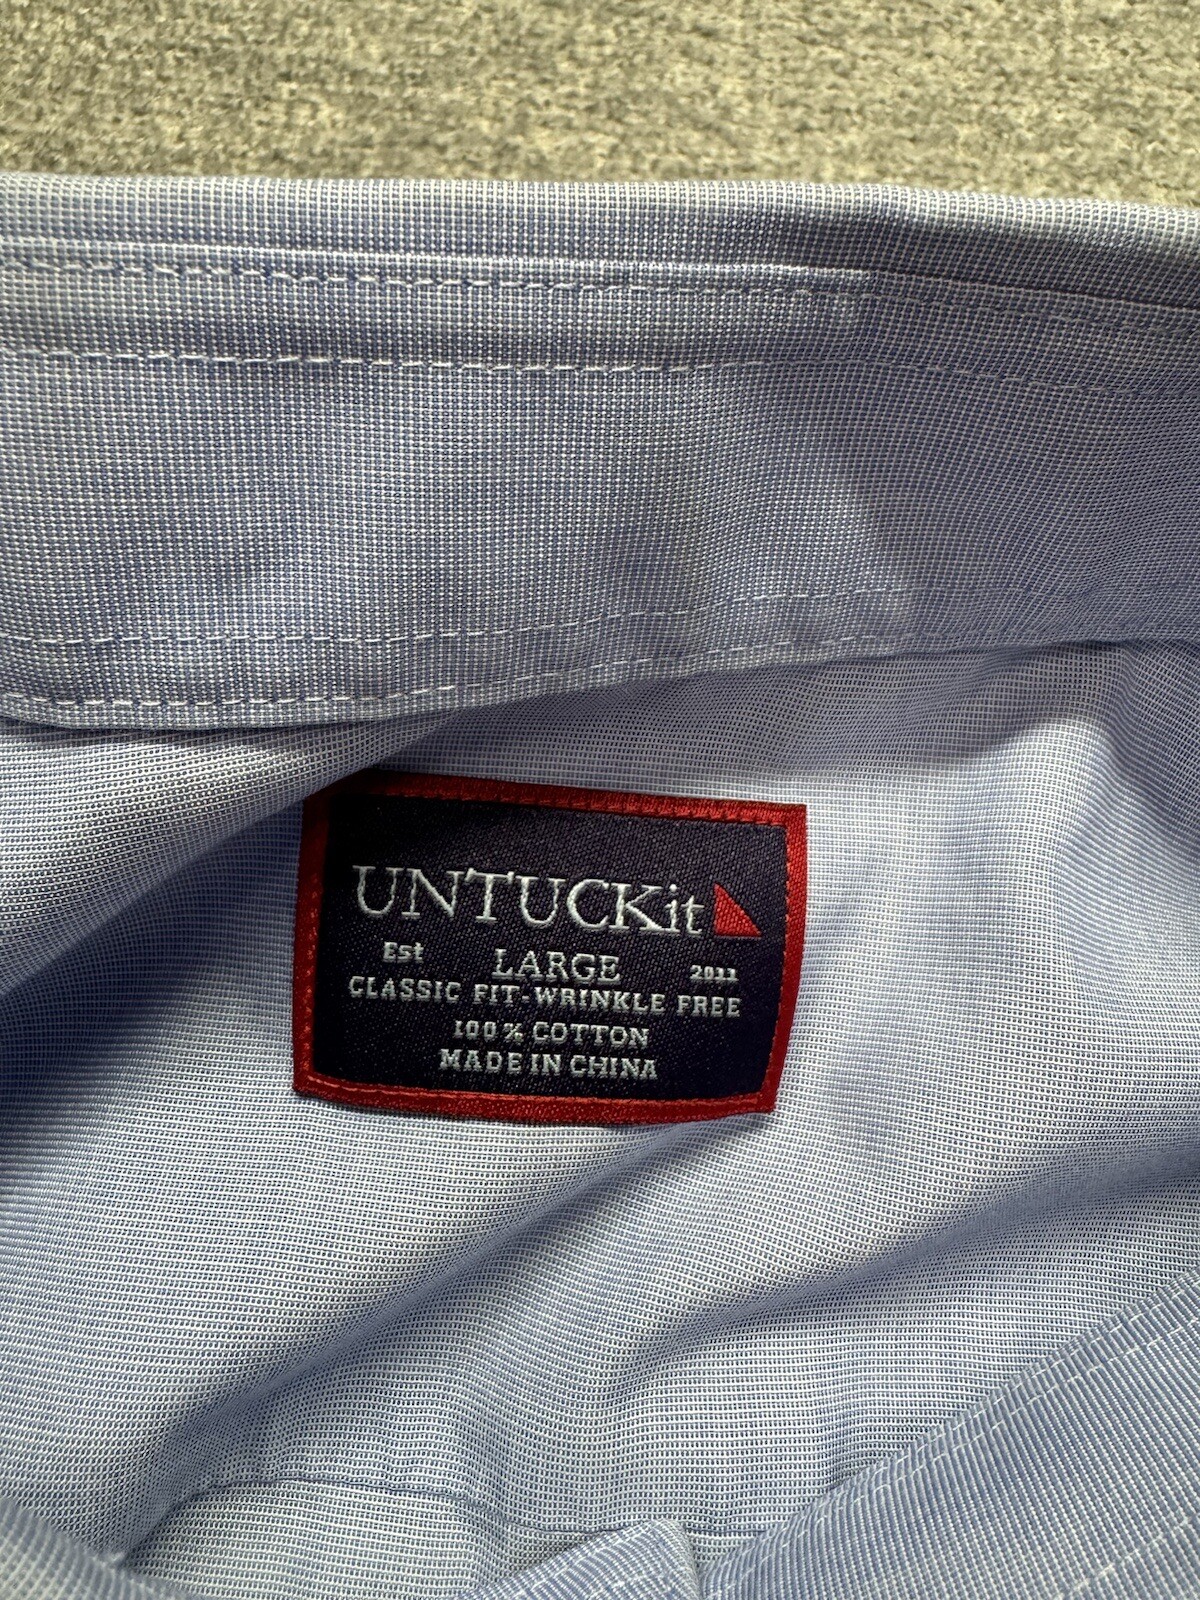 UNTUCKit
Est LARGE 2011
CLASSIC FIT-WRINKLE FREE
100% COTTON
MADE IN CHINA